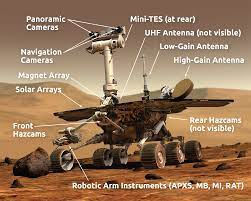 Panoramic
Cameras
Mini-TES (at rear)
UHF Antenna (not visible)
Low-Gain Antenna
High-Gain Antenna
Navigation
Cameras
Magnet Array
Solar Arrays
Front
Hazcams
Rear Hazcams
(not visible)
Robotic Arm Instruments (APXS, MB, MI, RAT)